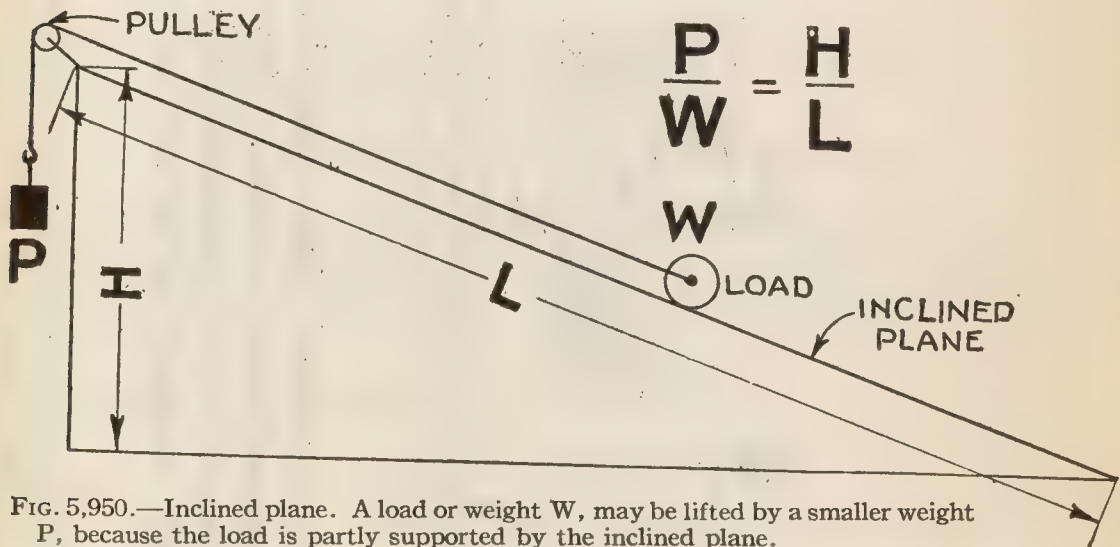 PULLEY
P/W = H/L
W
P
H
L
LOAD
INCLINED
PLANE
FIG. 5,950.—Inclined plane. A load or weight W, may be lifted by a smaller weight
P, because the load is partly supported by the inclined plane.